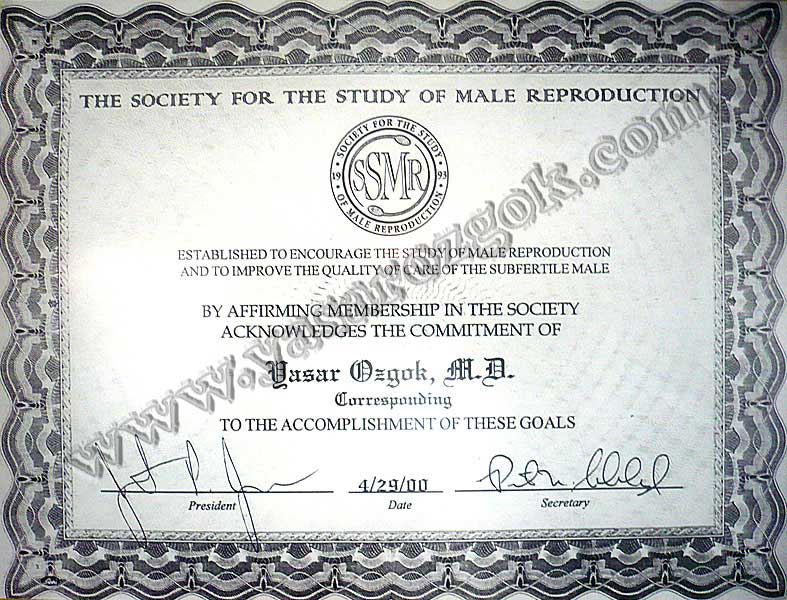 THE SOCIETY FOR THE STUDY OF MALE REPRODUCTION
SOCIETY FOR THE STUDY
19 SSMR 93
OF MALE REPRODUCTION
ESTABLISHED TO ENCOURAGE THE STUDY OF MALE REPRODUCTION
AND TO IMPROVE THE QUALITY OF CARE OF THE SUBFERTILE MALE
BY AFFIRMING MEMBERSHIP IN THE SOCIETY
ACKNOWLEDGES THE COMMITMENT OF
Yasar Ozgok, M.D.
Corresponding
TO THE ACCOMPLISHMENT OF THESE GOALS
4/29/00
President Date Secretary
www.yasarozgok.com